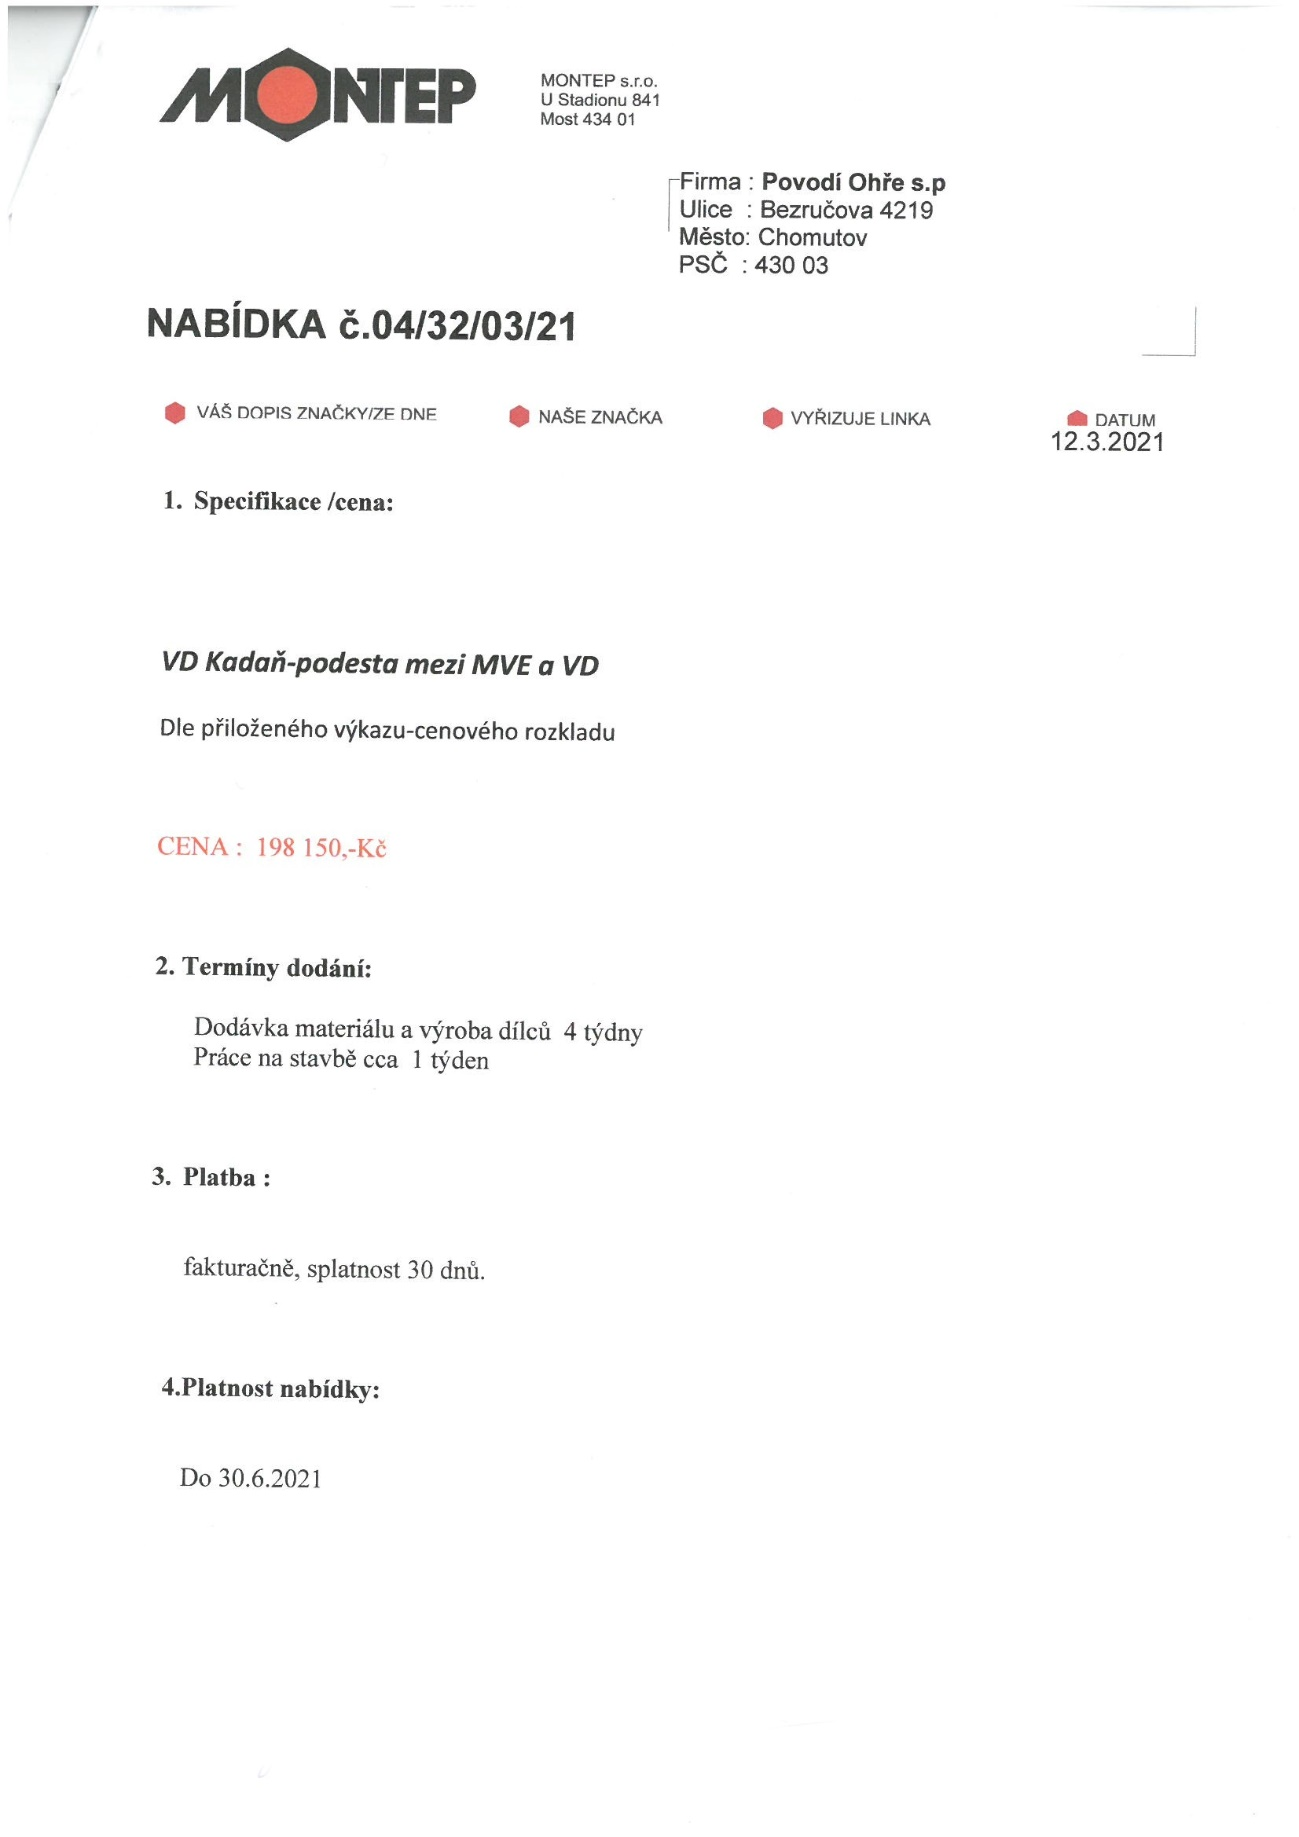 MONTEP
MONTEP s.r.o.
U Stadionu 841
Most 434 01
Firma : Povodí Ohře s.p
Ulice : Bezručova 4219
Město: Chomutov
PSČ : 430 03
NABÍDKA č.04/32/03/21
VÁŠ DOPIS ZNAČKY/ZE DNE NAŠE ZNAČKA VYŘIZUJE LINKA DATUM
12.3.2021
1. Specifikace /cena:
VD Kadaň-podesta mezi MVE a VD
Dle přiloženého výkazu-cenového rozkladu
CENA : 198 150,-Kč
2. Termíny dodání:
Dodávka materiálu a výroba dílců 4 týdny
Práce na stavbě cca 1 týden
3. Platba :
fakturačně, splatnost 30 dnů.
4.Platnost nabídky:
Do 30.6.2021